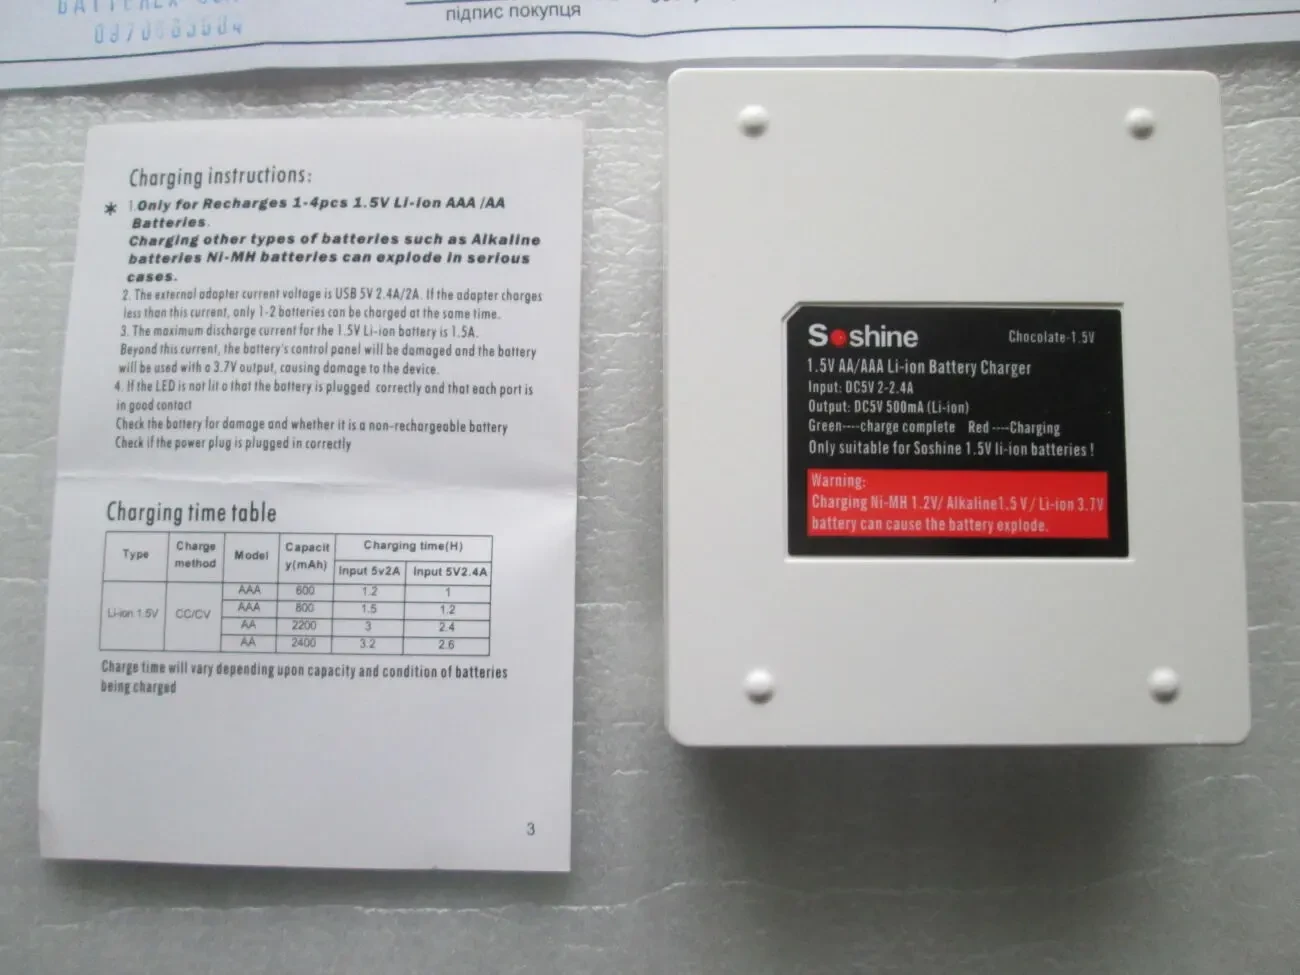 підпис покупця
Charging instructions:
* 1.Only for Recharges 1-4pcs 1.5V Li-ion AAA /AA
Batteries.
Charging other types of batteries such as Alkaline
batteries Ni-MH batteries can explode in serious
cases.
2. The external adapter current voltage is USB 5V 2.4A/2A. If the adapter charges
less than this current, only 1-2 batteries can be charged at the same time.
3. The maximum discharge current for the 1.5V Li-ion battery is 1.5A.
Beyond this current, the battery's control panel will be damaged and the battery
will be used with a 3.7V output, causing damage to the device.
4. If the LED is not lit o that the battery is plugged correctly and that each port is
in good contact
Check the battery for damage and whether it is a non-rechargeable battery
Check if the power plug is plugged in correctly
Charging time table
Type Charge method Model Capacit y(mAh) Charging time(H)
Input 5v2A Input 5V2.4A
Li-ion 1.5V CC/CV AAA 600 1.2 1
AAA 800 1.5 1.2
AA 2200 3 2.4
AA 2400 3.2 2.6
Charge time will vary depending upon capacity and condition of batteries
being charged
3
Soshine Chocolate-1.5V
1.5V AA/AAA Li-ion Battery Charger
Input: DC5V 2-2.4A
Output: DC5V 500mA (Li-ion)
Green----charge complete Red ----Charging
Only suitable for Soshine 1.5V li-ion batteries !
Warning:
Charging Ni-MH 1.2V/ Alkaline1.5 V / Li-ion 3.7V
battery can cause the battery explode.